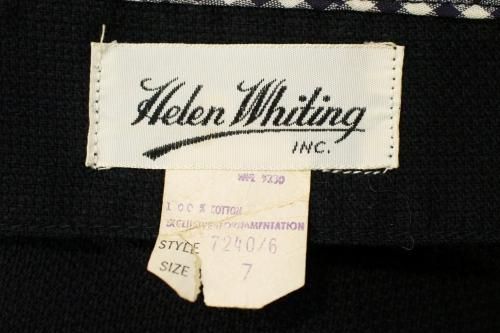 Helen Whiting
INC.
100% COTTON
EXCLUSIVE OF ORNAMENTATION
STYLE 7240/6
SIZE 7